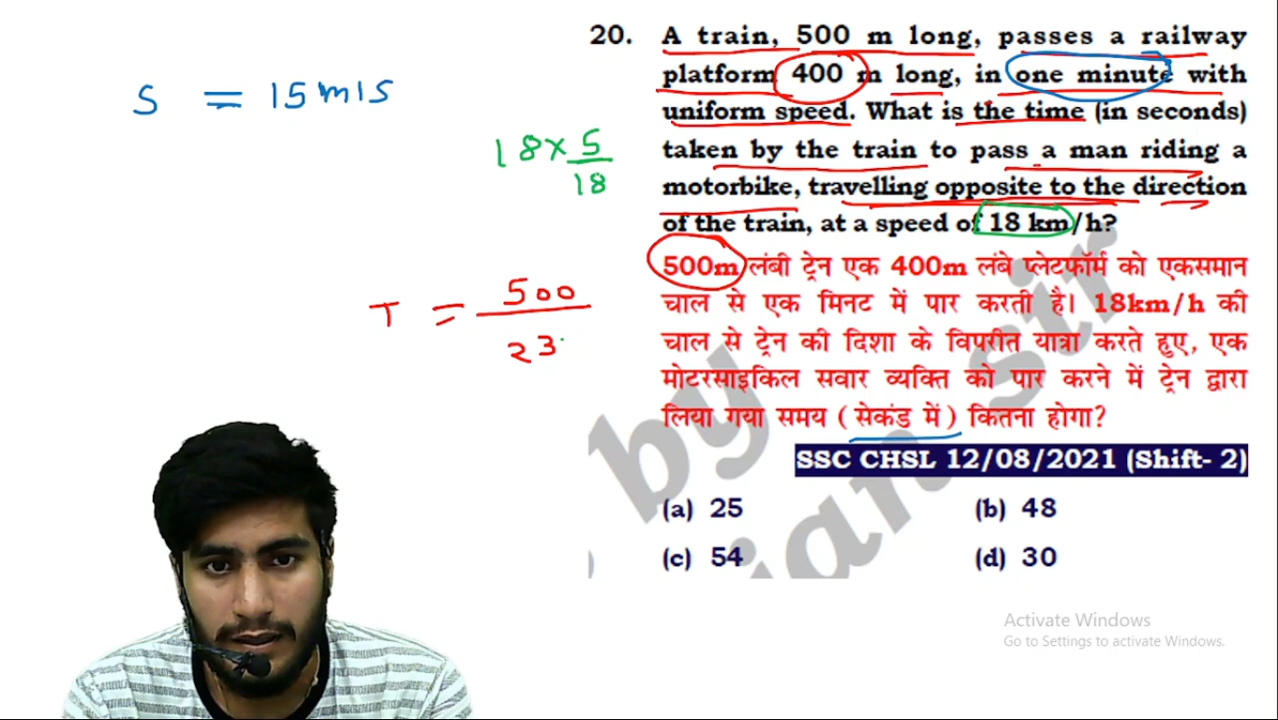 S = 15 m/s
18 × 5/18
T = 500/23
20. A train, 500 m long, passes a railway
platform 400 m long, in one minute with
uniform speed. What is the time (in seconds)
taken by the train to pass a man riding a
motorbike, travelling opposite to the direction
of the train, at a speed of 18 km/h?
500m लंबी ट्रेन एक 400m लंबे प्लेटफॉर्म को एकसमान
चाल से एक मिनट में पार करती है। 18km/h की
चाल से ट्रेन की दिशा के विपरीत यात्रा करते हुए, एक
मोटरसाइकिल सवार व्यक्ति को पार करने में ट्रेन द्वारा
लिया गया समय ( सेकंड में ) कितना होगा?
SSC CHSL 12/08/2021 (Shift- 2)
(a) 25 (b) 48
(c) 54 (d) 30
by
sir
Activate Windows
Go to Settings to activate Windows.